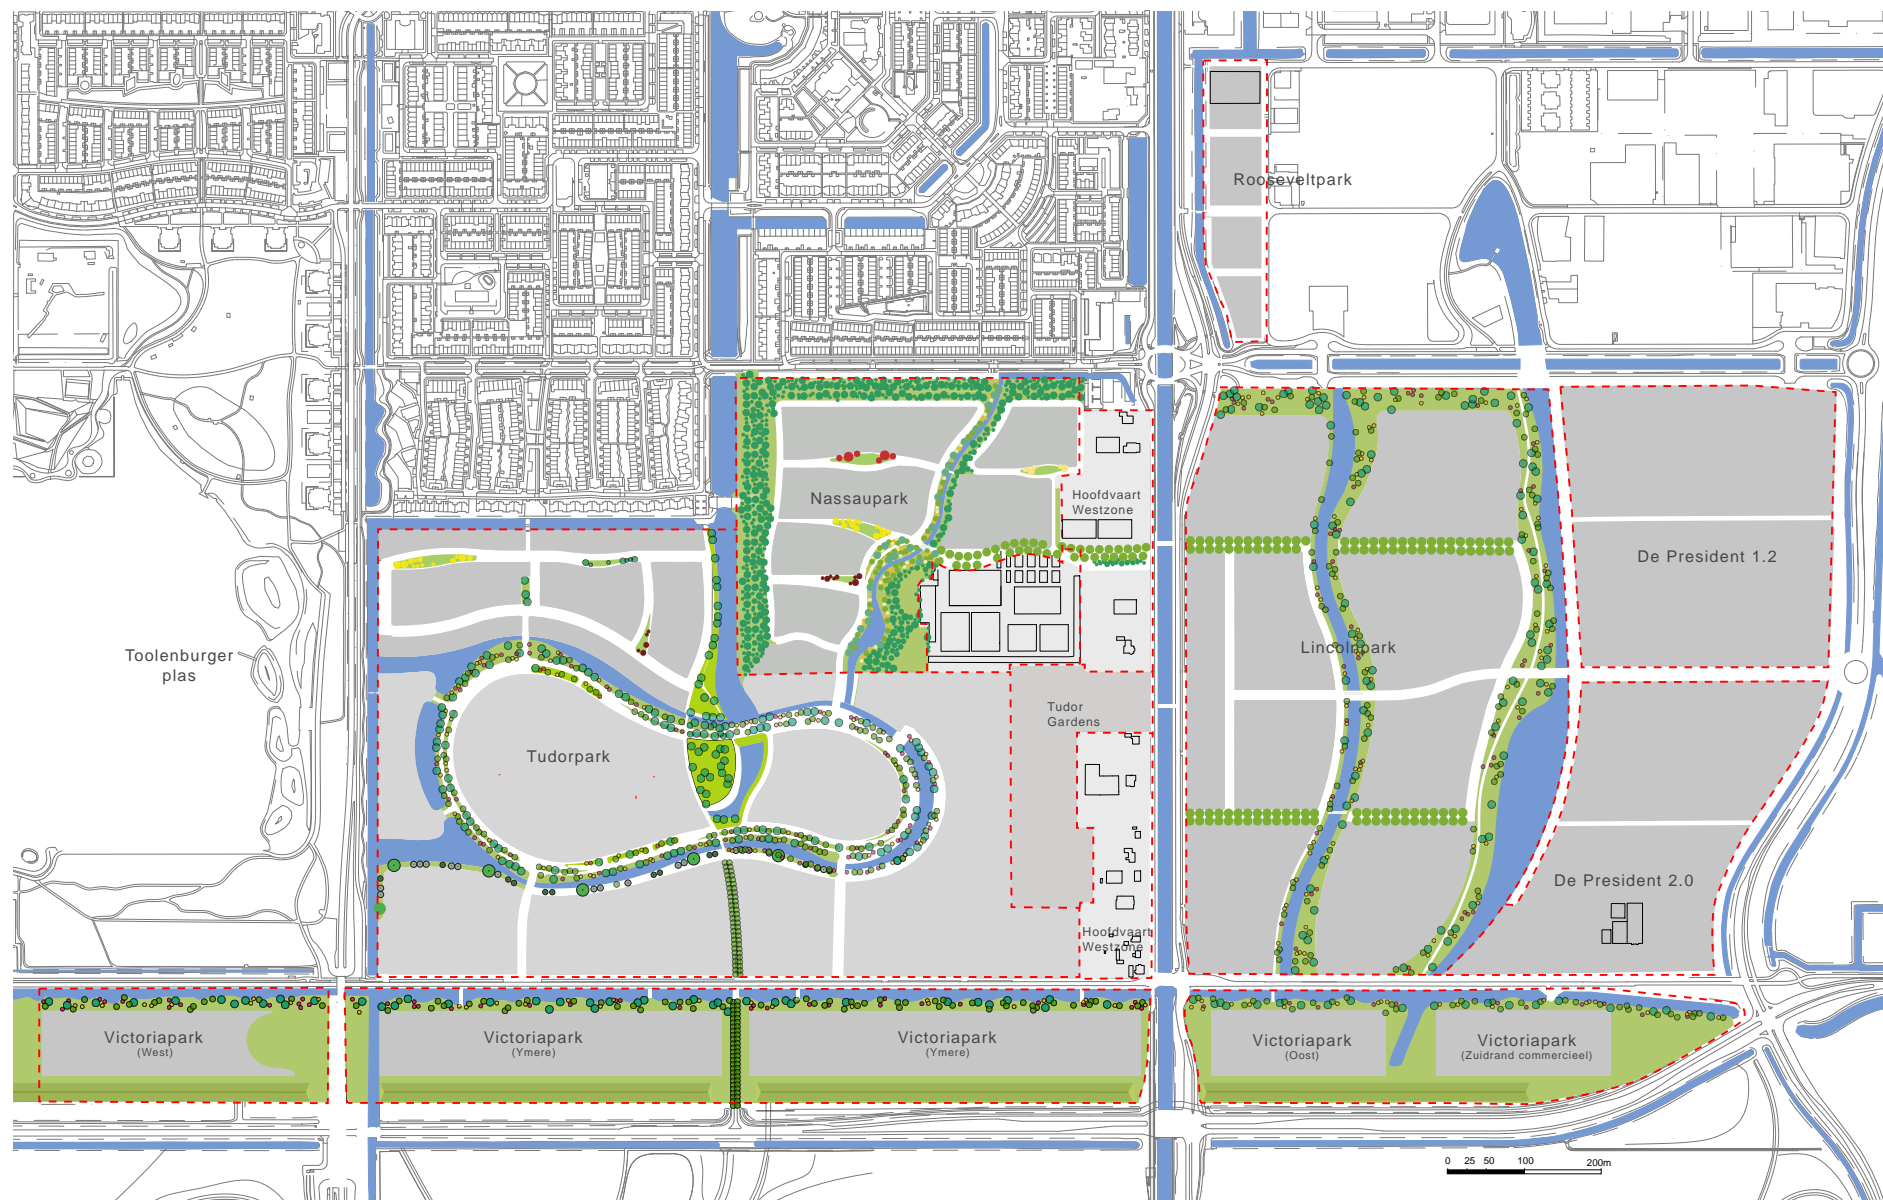 Rooseveltpark
Nassaupark
Hoofdvaart
Westzone
De President 1.2
Lincolnpark
Toolenburger
plas
Tudor
Gardens
Tudorpark
De President 2.0
Hoofdvaart
Westzone
Victoriapark
(West)
Victoriapark
(Ymere)
Victoriapark
(Ymere)
Victoriapark
(Oost)
Victoriapark
(Zuidrand commercieel)
0 25 50 100 200m